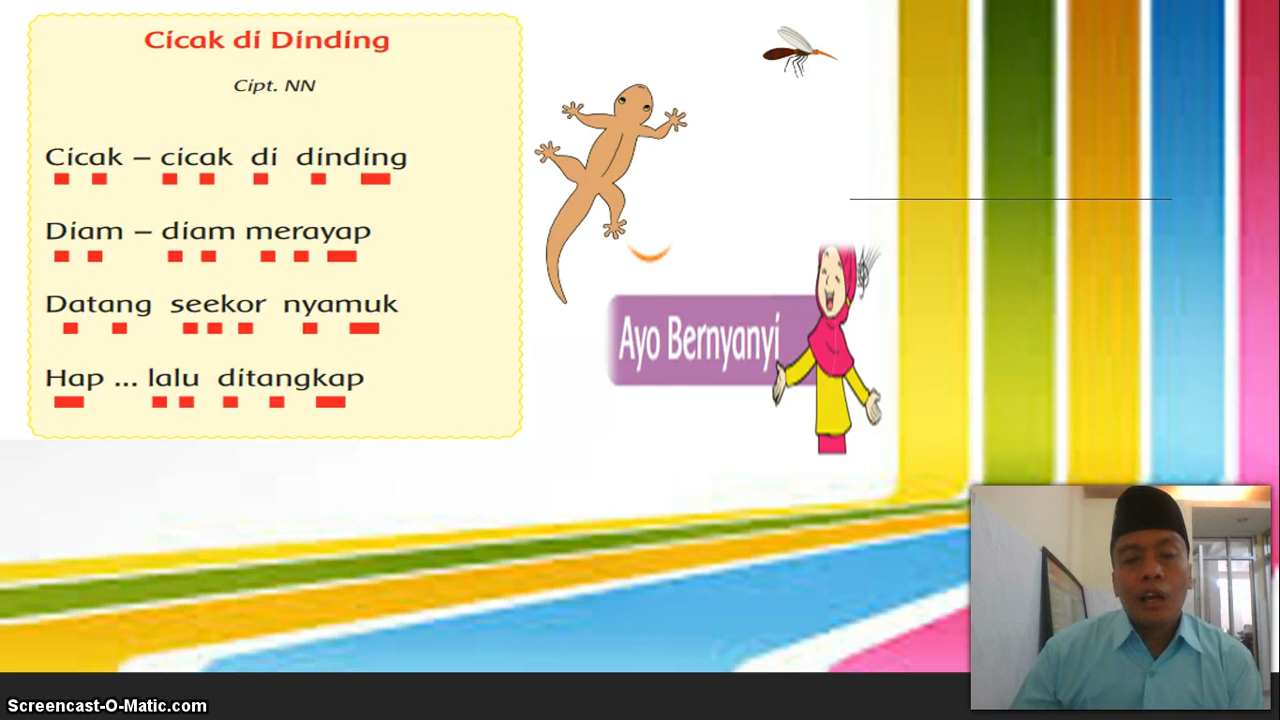 Cicak di Dinding
Cipt. NN
Cicak – cicak di dinding
Diam – diam merayap
Datang seekor nyamuk
Hap ... lalu ditangkap
Ayo Bernyanyi
Screencast-O-Matic.com